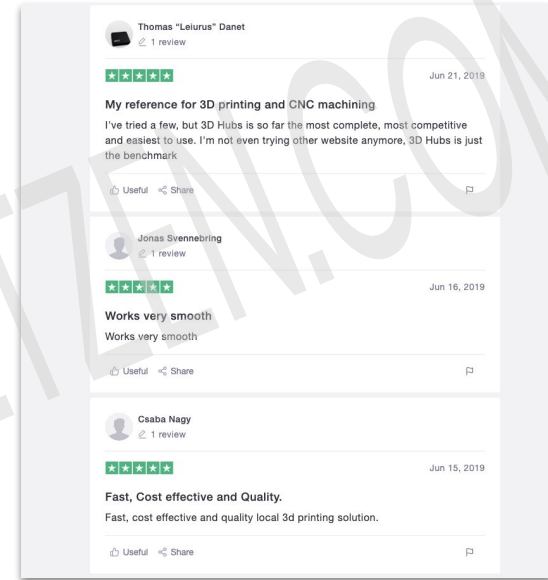 Thomas “Leiurus” Danet
1 review
Jun 21, 2019
My reference for 3D printing and CNC machining
I've tried a few, but 3D Hubs is so far the most complete, most competitive
and easiest to use. I'm not even trying other website anymore, 3D Hubs is just
the benchmark
Useful Share
Jonas Svennebring
1 review
Jun 16, 2019
Works very smooth
Works very smooth
Useful Share
Csaba Nagy
1 review
Jun 15, 2019
Fast, Cost effective and Quality.
Fast, cost effective and quality local 3d printing solution.
Useful Share